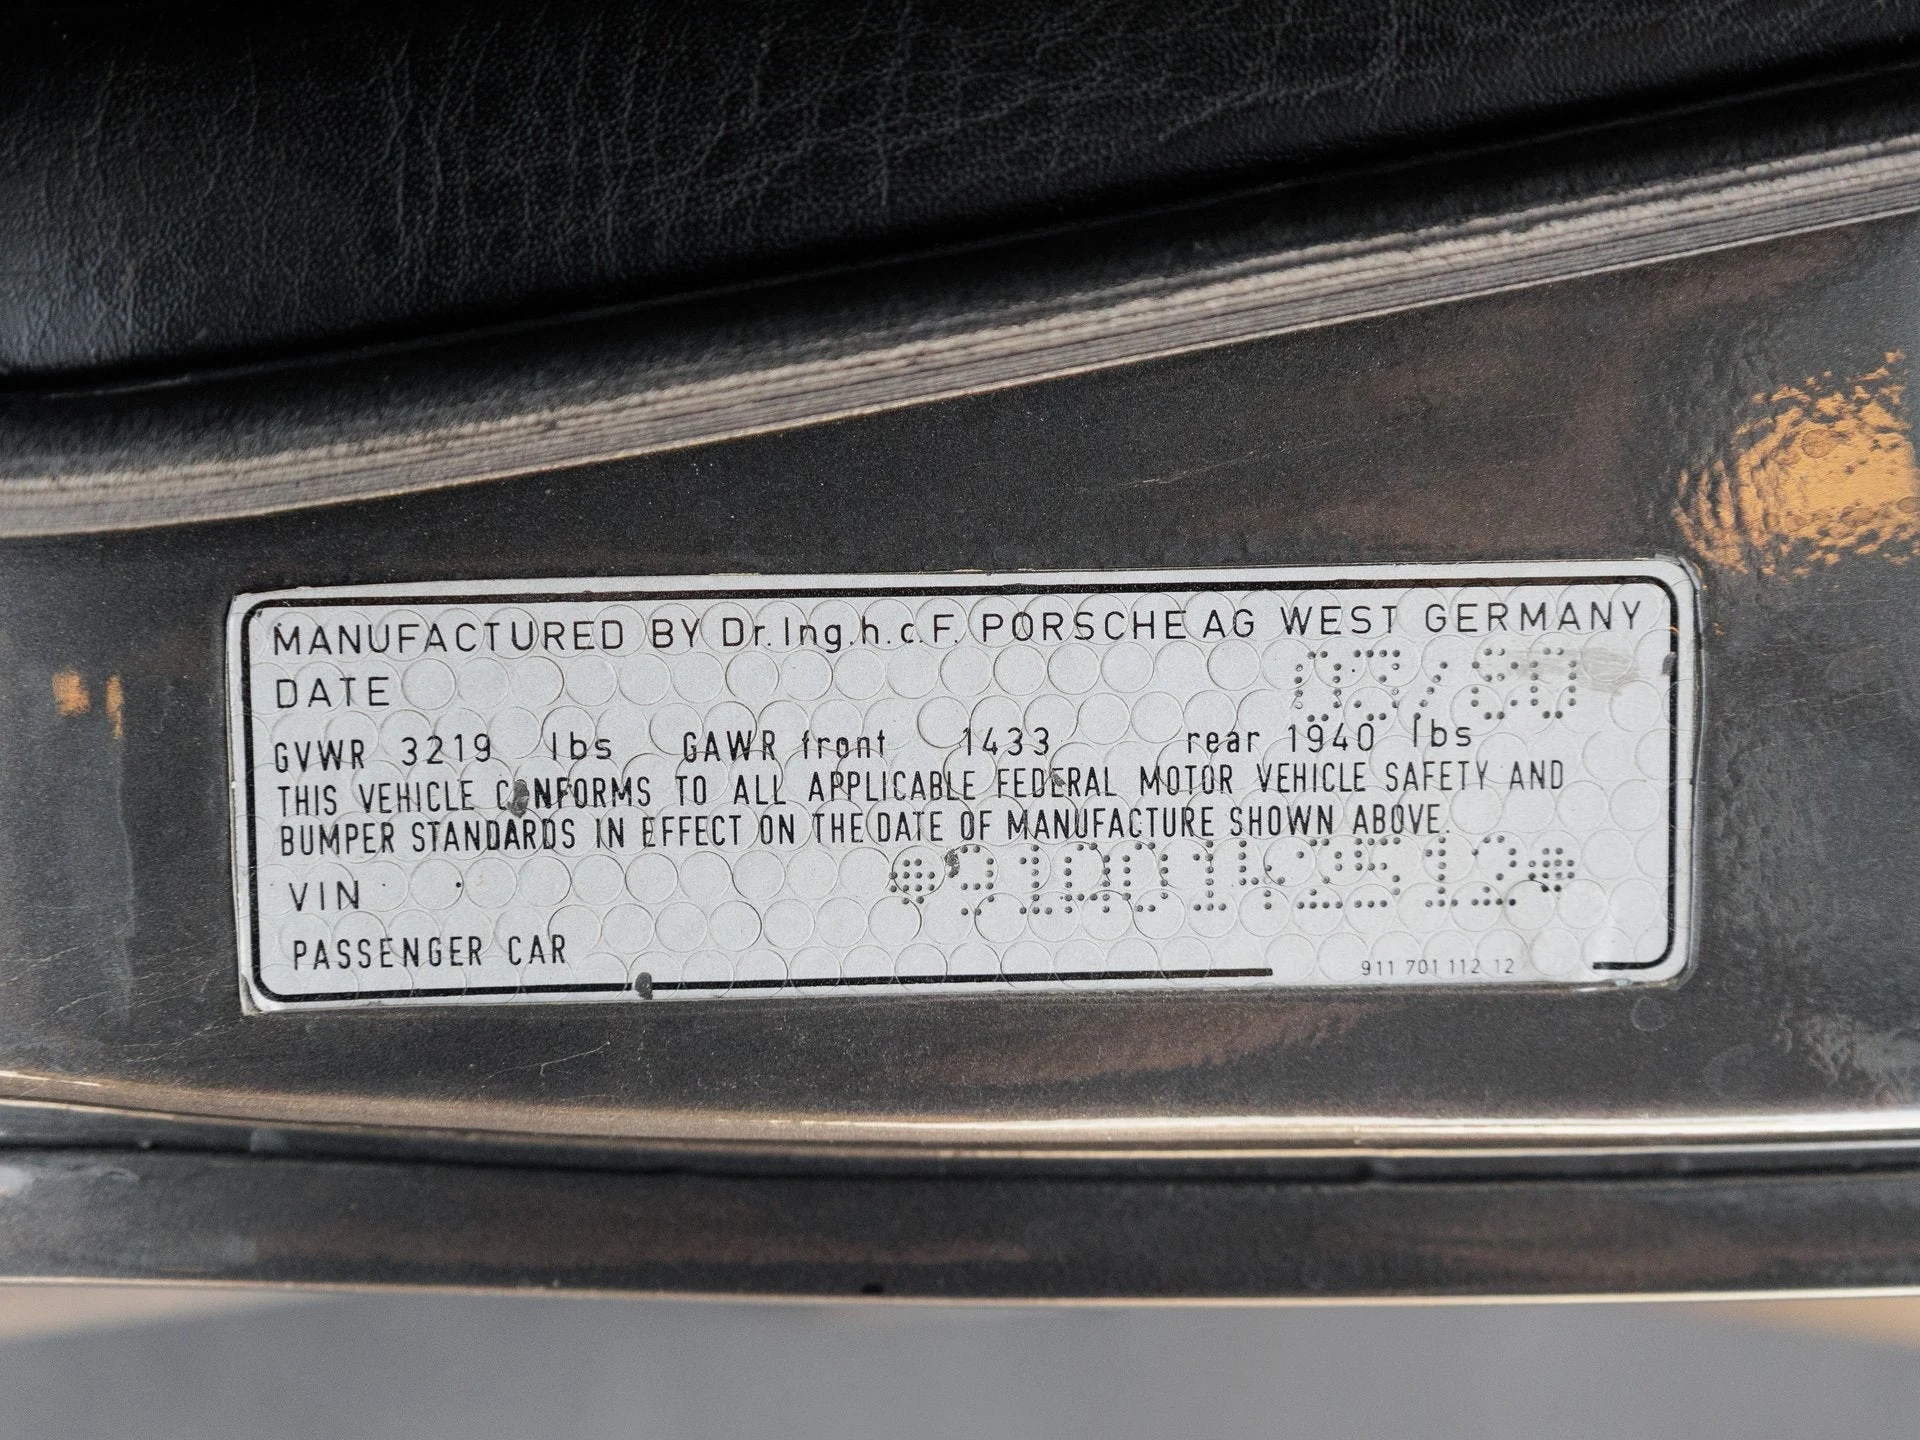 MANUFACTURED BY Dr. Ing. h. c. F. PORSCHE AG WEST GERMANY
DATE
GVWR 3219 lbs GAWR front 1433 rear 1940 lbs
THIS VEHICLE CONFORMS TO ALL APPLICABLE FEDERAL MOTOR VEHICLE SAFETY AND
BUMPER STANDARDS IN EFFECT ON THE DATE OF MANUFACTURE SHOWN ABOVE.
VIN *91A0142512*
PASSENGER CAR
911 701 112 12